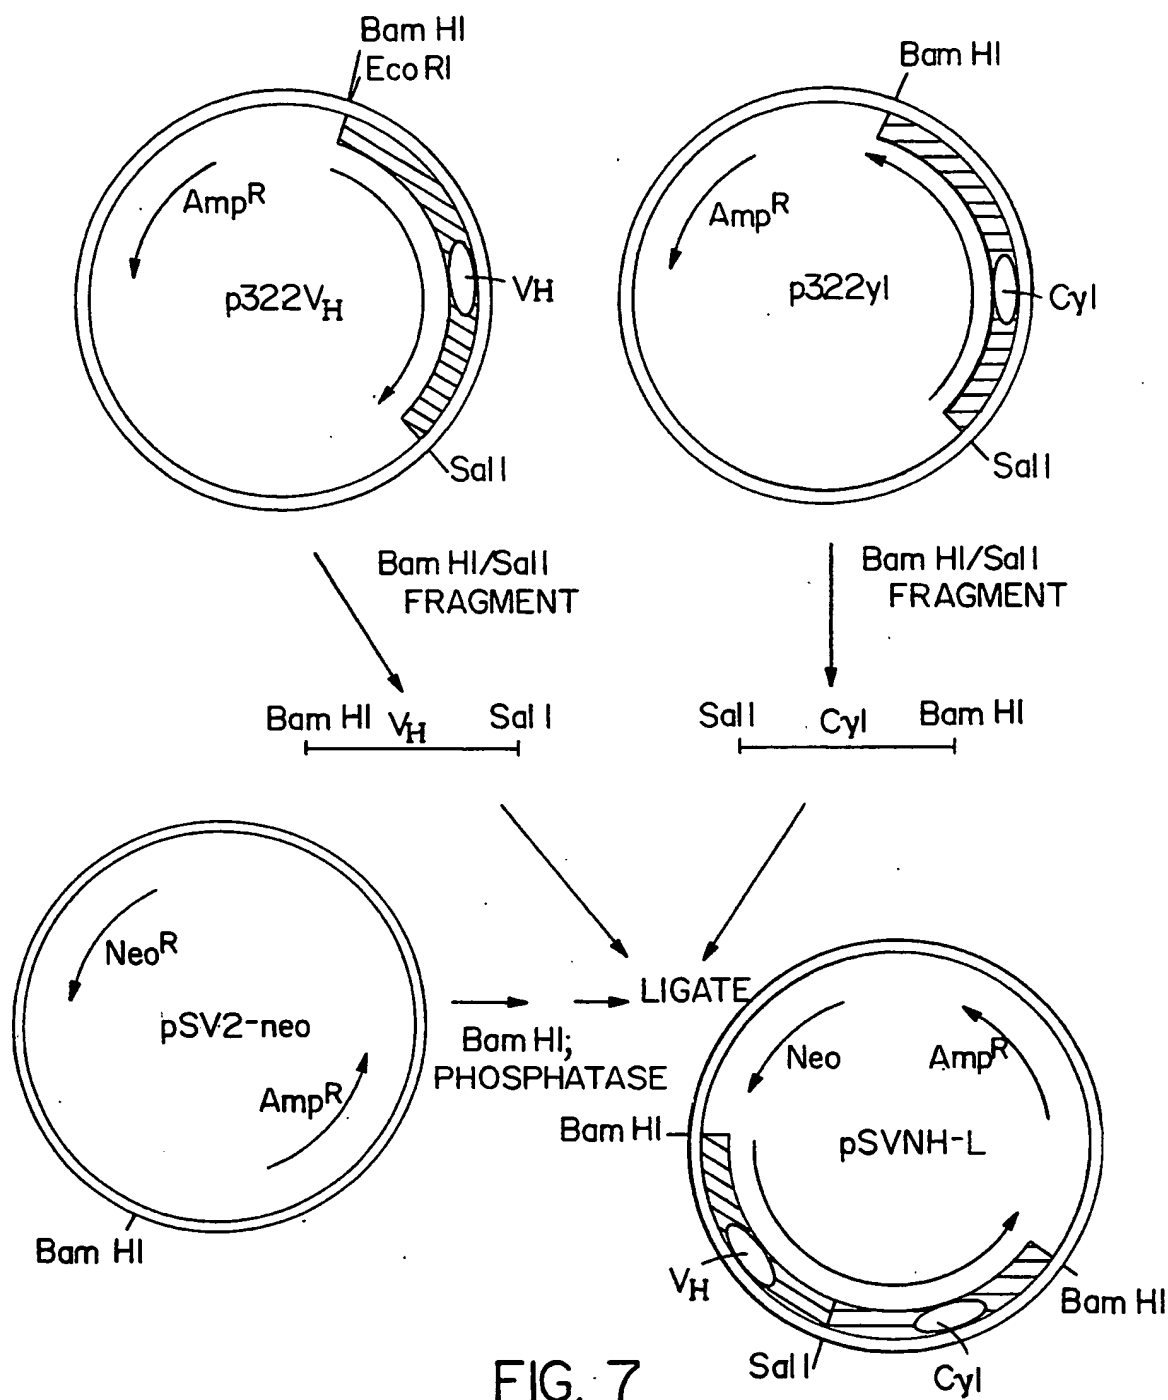 Bam HI
Eco RI
Amp^R
p322V_H
V_H
Sal I
Bam HI
Amp^R
p322γl
Cγl
Sal I
Bam HI/Sal I
FRAGMENT
Bam HI/Sal I
FRAGMENT
Bam HI V_H Sal I
Sal I Cγl Bam HI
Neo^R
pSV2-neo
Amp^R
Bam HI
LIGATE
Bam HI;
PHOSPHATASE
Neo
Amp^R
Bam HI
pSVNH-L
V_H
Bam HI
Sal I
Cγl
FIG. 7